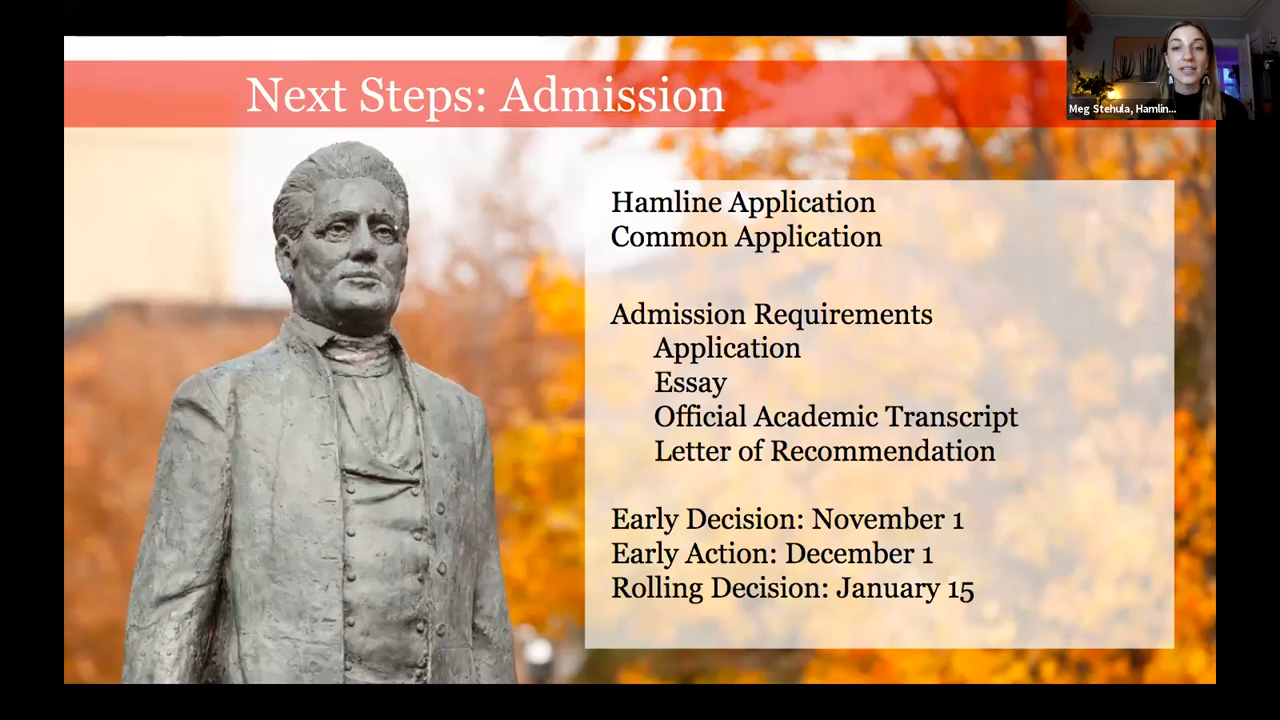 Next Steps: Admission
Meg Stehula, Hamlin...
Hamline Application
Common Application
Admission Requirements
Application
Essay
Official Academic Transcript
Letter of Recommendation
Early Decision: November 1
Early Action: December 1
Rolling Decision: January 15